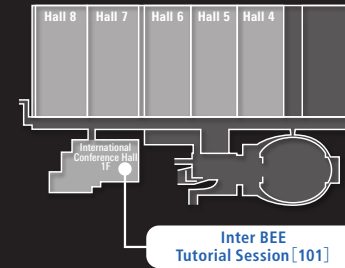 Hall 8 Hall 7 Hall 6 Hall 5 Hall 4
International
Conference Hall
1F
Inter BEE
Tutorial Session［101］